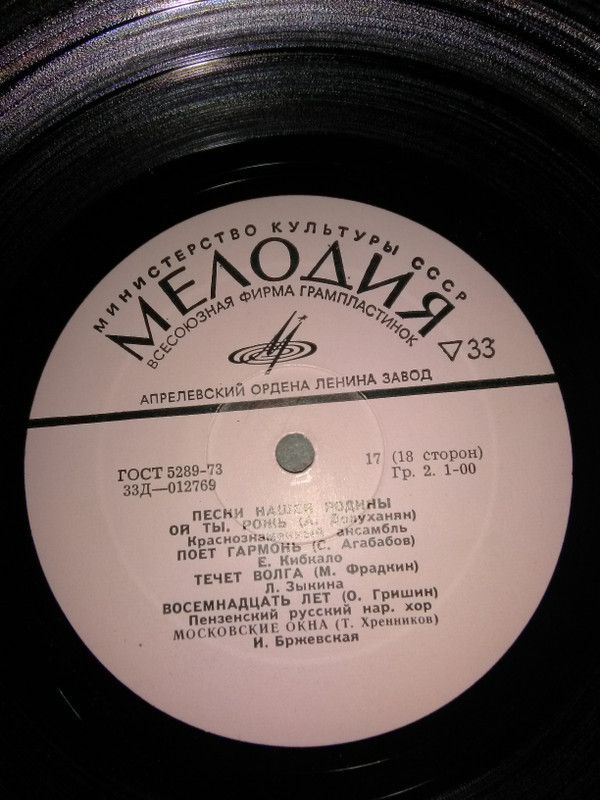 МИНИСТЕРСТВО КУЛЬТУРЫ СССР
МЕЛОДИЯ
ВСЕСОЮЗНАЯ ФИРМА ГРАМПЛАСТИНОК
33
АПРЕЛЕВСКИЙ ОРДЕНА ЛЕНИНА ЗАВОД
ГОСТ 5289-73
33Д—012769
17 (18 сторон)
Гр. 2. 1-00
ПЕСНИ НАШЕЙ РОДИНЫ
ОЙ ТЫ, РОЖЬ (А. Долуханян)
Краснознаменный ансамбль
ПОЕТ ГАРМОНЬ (С. Агабабов)
Е. Кибкало
ТЕЧЕТ ВОЛГА (М. Фрадкин)
Л. Зыкина
ВОСЕМНАДЦАТЬ ЛЕТ (О. Гришин)
Пензенский русский нар. хор
МОСКОВСКИЕ ОКНА (Т. Хренников)
И. Бржевская